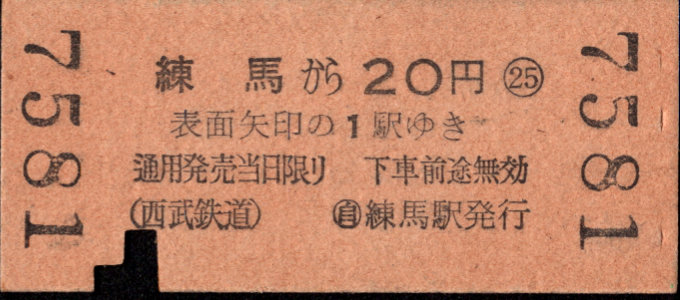 7581
練馬から20円 ㉕
表面矢印の1駅ゆき
通用発売当日限り 下車前途無効
(西武鉄道) ㊂練馬駅発行
7581